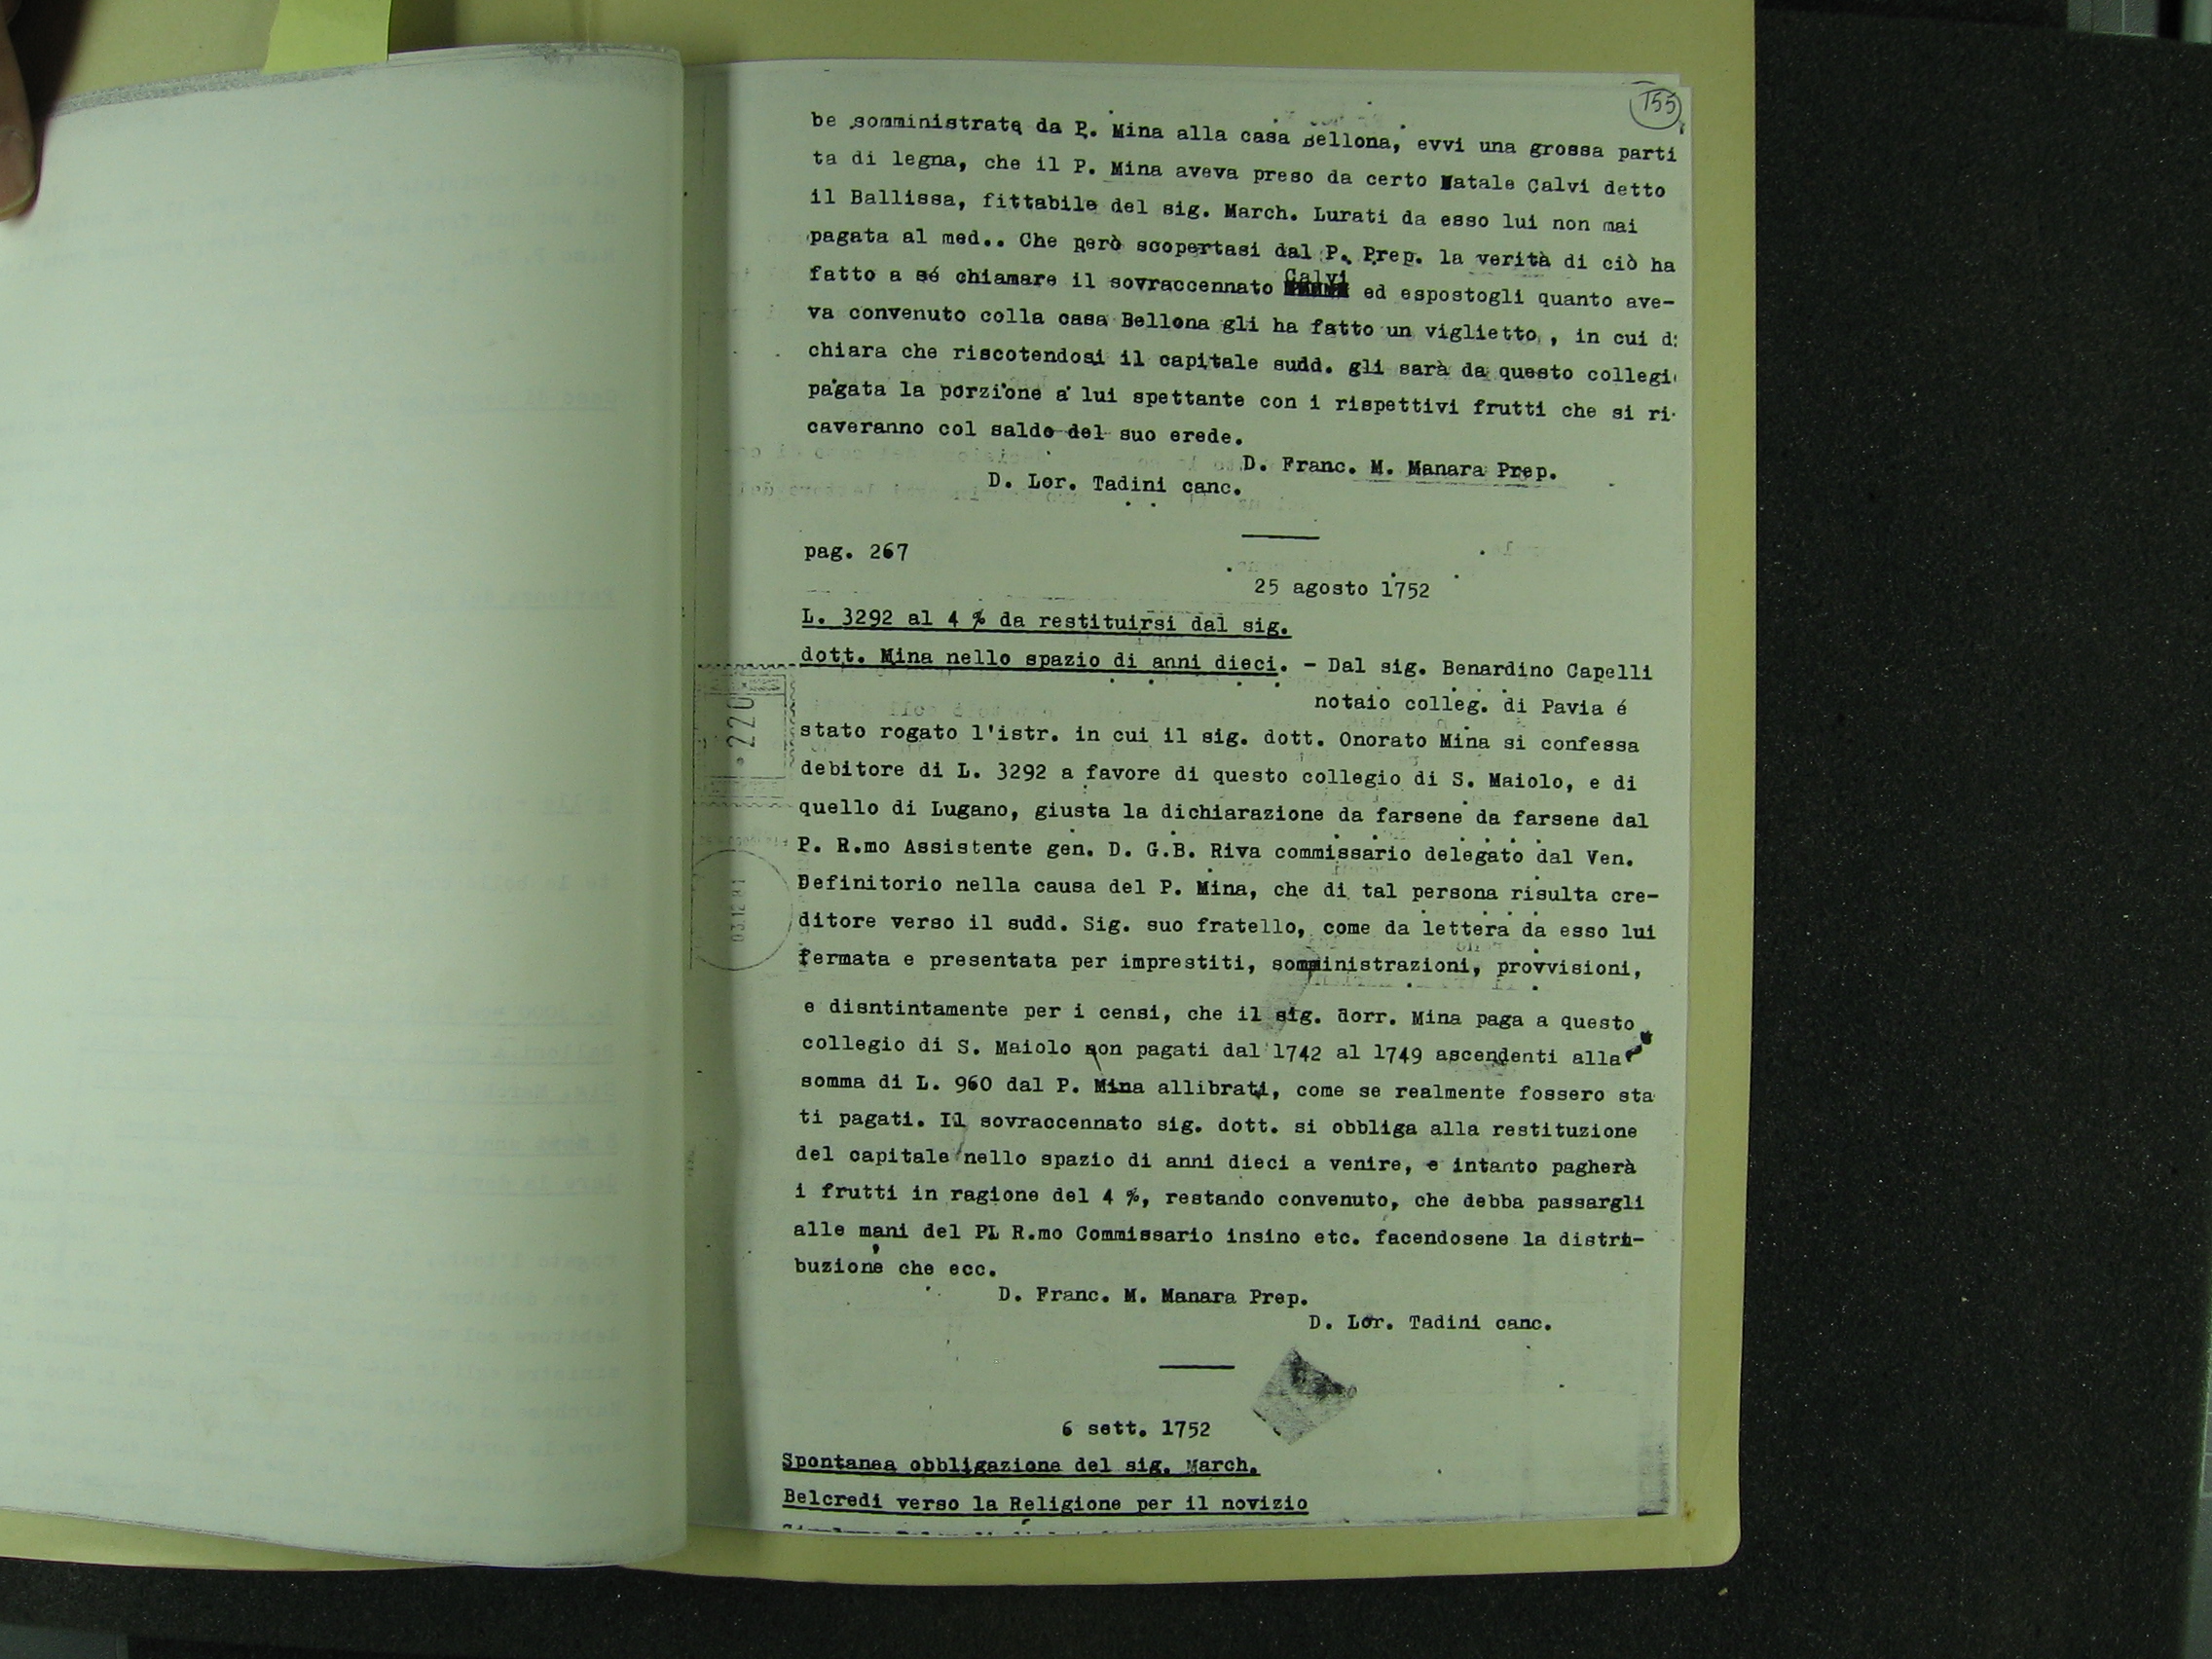 155
be somministrate da P. Mina alla casa Bellona, evvi una grossa parti
ta di legna, che il P. Mina aveva preso da certo Natale Calvi detto
il Ballissa, fittabile del sig. March. Lurati da esso lui non mai
pagata al med.. Che però scopertasi dal P. Prep. la verità di ciò ha
fatto a sé chiamare il sovraccennato Calvi ed espostogli quanto ave-
va convenuto colla casa Bellona gli ha fatto un viglietto, in cui di
chiara che riscotendosi il capitale sudd. gli sarà da questo collegi
pagata la porzione a lui spettante con i rispettivi frutti che si ri-
caveranno col saldo del suo erede.
D. Franc. M. Manara Prep.
D. Lor. Tadini canc.
pag. 267
25 agosto 1752
L. 3292 al 4 % da restituirsi dal sig.
dott. Mina nello spazio di anni dieci. - Dal sig. Benardino Capelli
notaio colleg. di Pavia é
stato rogato l'istr. in cui il sig. dott. Onorato Mina si confessa
debitore di L. 3292 a favore di questo collegio di S. Maiolo, e di
quello di Lugano, giusta la dichiarazione da farsene da farsene dal
P. R.mo Assistente gen. D. G.B. Riva commissario delegato dal Ven.
Definitorio nella causa del P. Mina, che di tal persona risulta cre-
ditore verso il sudd. Sig. suo fratello, come da lettera da esso lui
fermata e presentata per imprestiti, somministrazioni, provvisioni,
e disntintamente per i censi, che il sig. dorr. Mina paga a questo
collegio di S. Maiolo non pagati dal 1742 al 1749 ascendenti alla
somma di L. 960 dal P. Mina allibrati, come se realmente fossero sta
ti pagati. Il sovraccennato sig. dott. si obbliga alla restituzione
del capitale nello spazio di anni dieci a venire, e intanto pagherà
i frutti in ragione del 4 %, restando convenuto, che debba passargli
alle mani del PL R.mo Commissario insino etc. facendosene la distri-
buzione che ecc.
D. Franc. M. Manara Prep.
D. Lor. Tadini canc.
6 sett. 1752
Spontanea obbligazione del sig. March.
Belcredi verso la Religione per il novizio
220